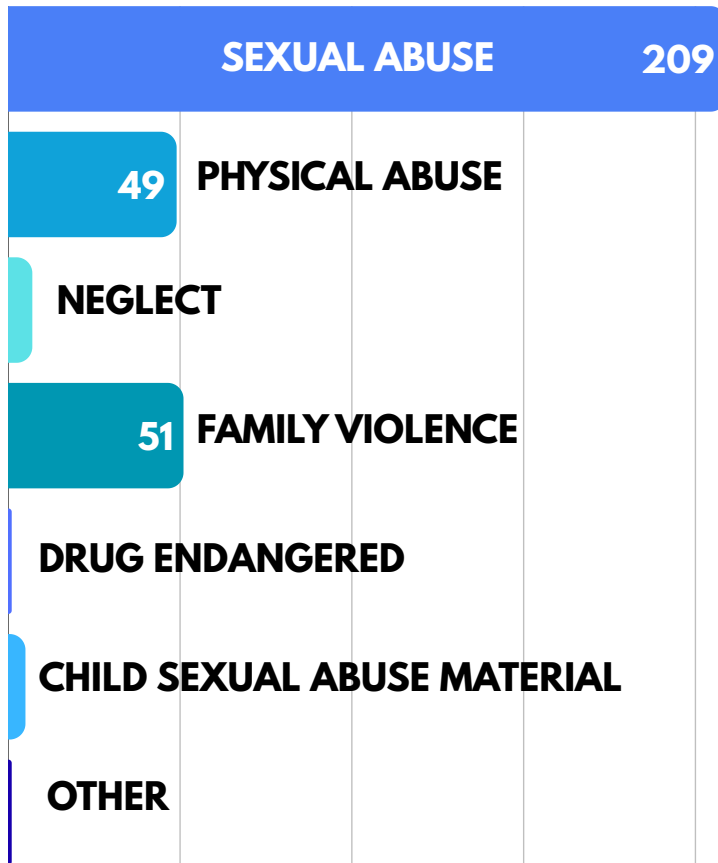 SEXUAL ABUSE 209
49 PHYSICAL ABUSE
NEGLECT
51 FAMILY VIOLENCE
DRUG ENDANGERED
CHILD SEXUAL ABUSE MATERIAL
OTHER